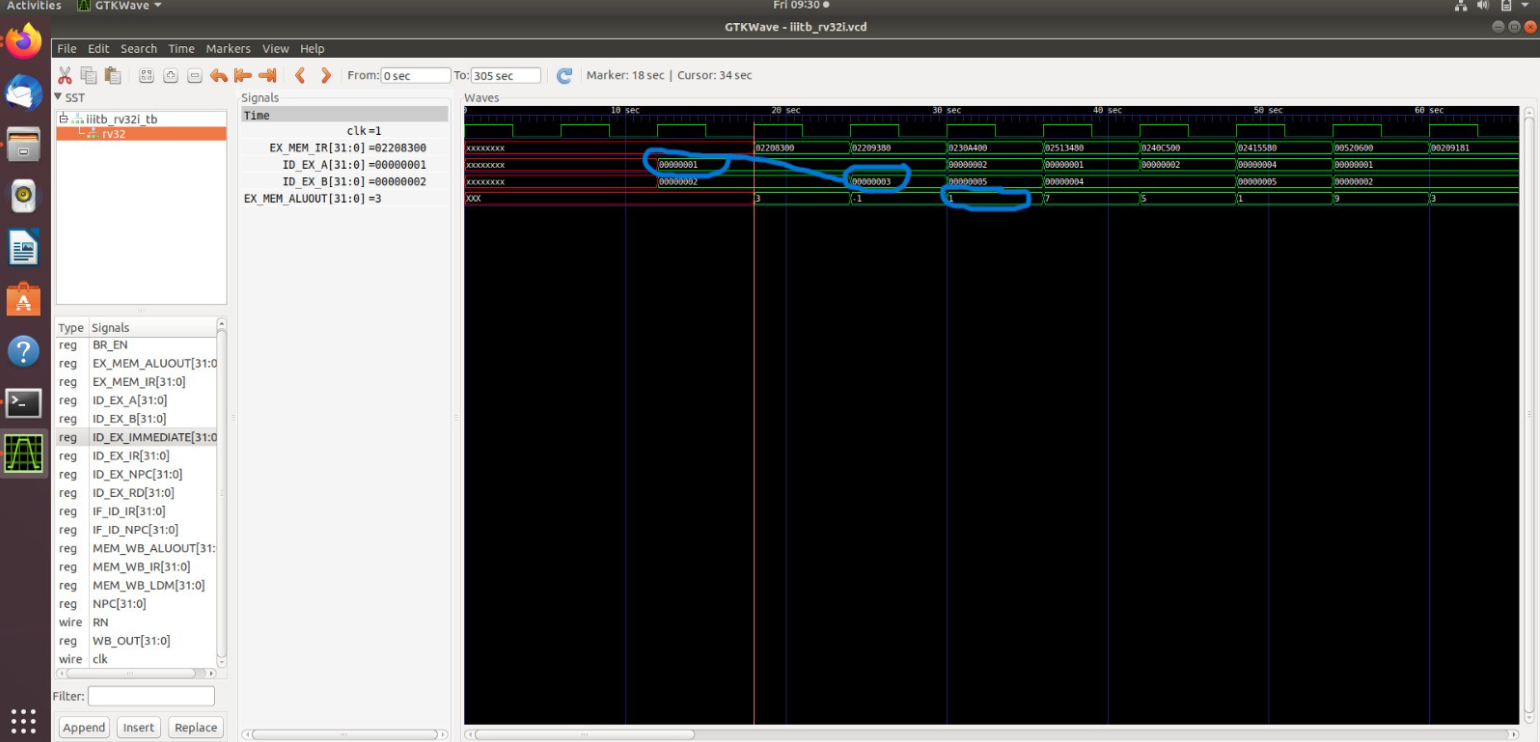 Activities GTKWave Fri 09:30
GTKWave - iiitb_rv32i.vcd
File Edit Search Time Markers View Help
From: 0 sec To: 305 sec Marker: 18 sec | Cursor: 34 sec
SST
iiitb_rv32i_tb
rv32
Signals
Time
clk=1
EX_MEM_IR[31:0] =02208300
ID_EX_A[31:0] =00000001
ID_EX_B[31:0] =00000002
EX_MEM_ALUOUT[31:0] =3
Waves
0 10 sec 20 sec 30 sec 40 sec 50 sec 60 sec
xxxxxxxx 02208300 02209380 0230A400 02513480 0240C500 02415580 00520600 00209181
xxxxxxxx 00000001 00000002 00000001 00000002 00000004 00000001
xxxxxxxx 00000002 00000003 00000005 00000004 00000005 00000002
XXX 3 -1 1 7 5 1 9 3
Type Signals
reg BR_EN
reg EX_MEM_ALUOUT[31:0
reg EX_MEM_IR[31:0]
reg ID_EX_A[31:0]
reg ID_EX_B[31:0]
reg ID_EX_IMMEDIATE[31:0
reg ID_EX_IR[31:0]
reg ID_EX_NPC[31:0]
reg ID_EX_RD[31:0]
reg IF_ID_IR[31:0]
reg IF_ID_NPC[31:0]
reg MEM_WB_ALUOUT[31:
reg MEM_WB_IR[31:0]
reg MEM_WB_LDM[31:0]
reg NPC[31:0]
wire RN
reg WB_OUT[31:0]
wire clk
Filter:
Append Insert Replace